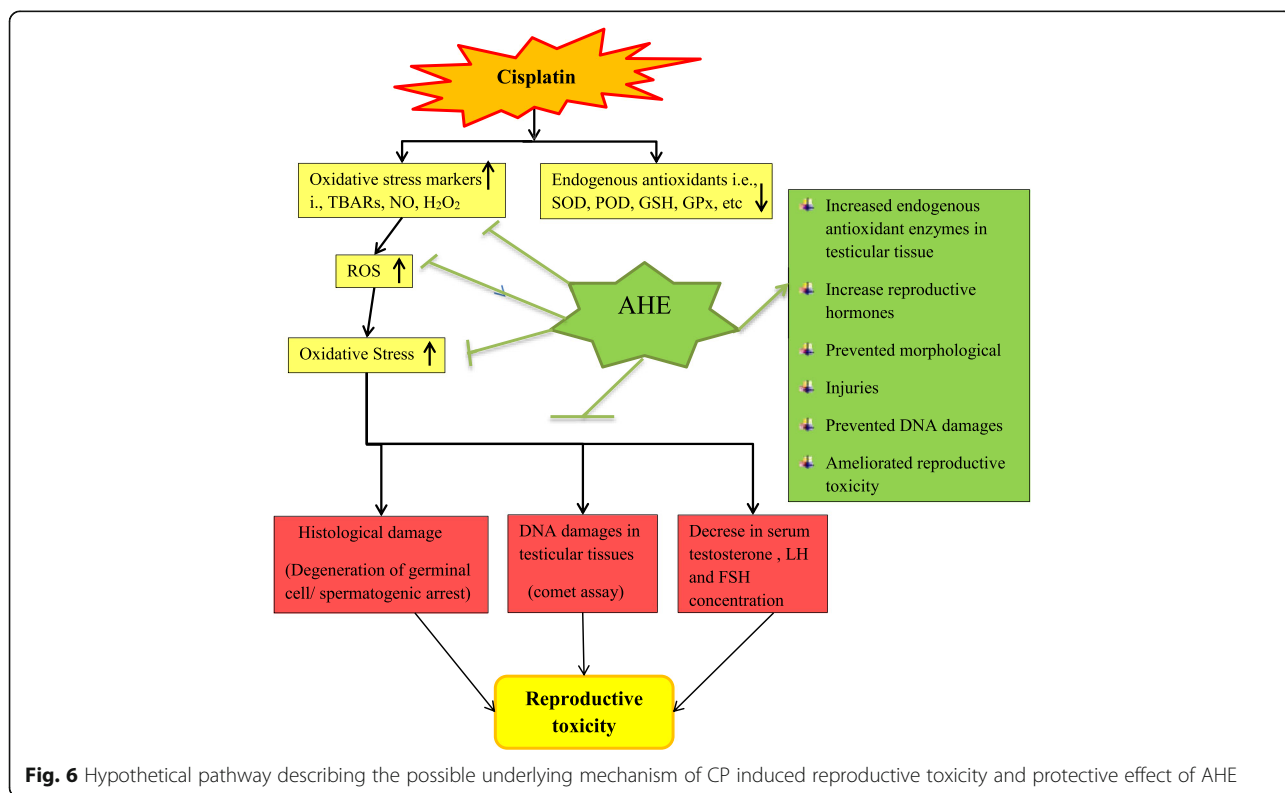 Cisplatin
Oxidative stress markers
i., TBARs, NO, H₂O₂
Endogenous antioxidants i.e.,
SOD, POD, GSH, GPx, etc
ROS
Oxidative Stress
AHE
Increased endogenous
antioxidant enzymes in
testicular tissue
Increase reproductive
hormones
Prevented morphological
Injuries
Prevented DNA damages
Ameliorated reproductive
toxicity
Histological damage
(Degeneration of germinal
cell/ spermatogenic arrest)
DNA damages in
testicular tissues
(comet assay)
Decrese in serum
testosterone , LH
and FSH
concentration
Reproductive
toxicity
Fig. 6 Hypothetical pathway describing the possible underlying mechanism of CP induced reproductive toxicity and protective effect of AHE